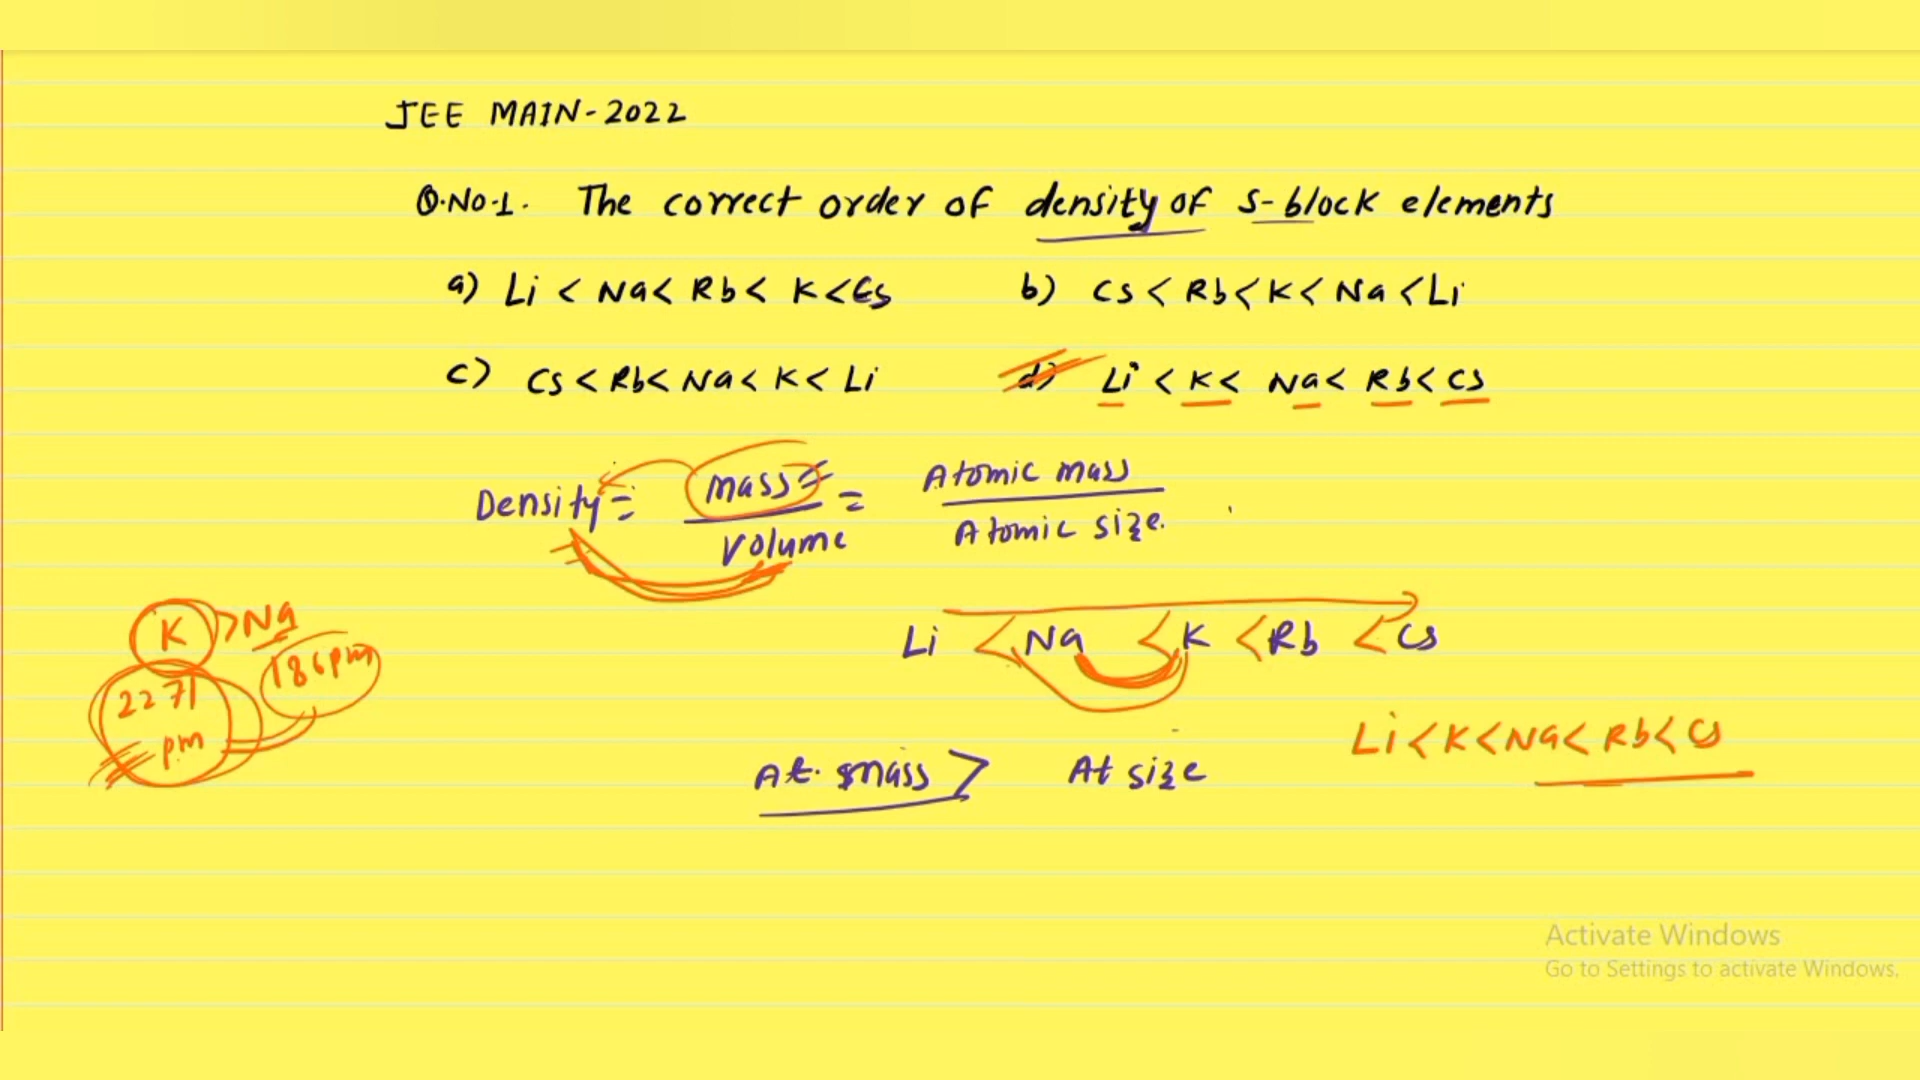 JEE MAIN-2022
Q.NO.1. The correct order of density of s-block elements
a) Li < Na < Rb < K < Cs b) Cs < Rb < K < Na < Li
c) Cs < Rb < Na < K < Li d) Li < K < Na < Rb < Cs
Density = mass / volume = Atomic mass / Atomic size.
K > Na
227 pm 186 pm
Li < Na < K < Rb < Cs
Li < K < Na < Rb < Cs
At. mass > At size
Activate Windows
Go to Settings to activate Windows.